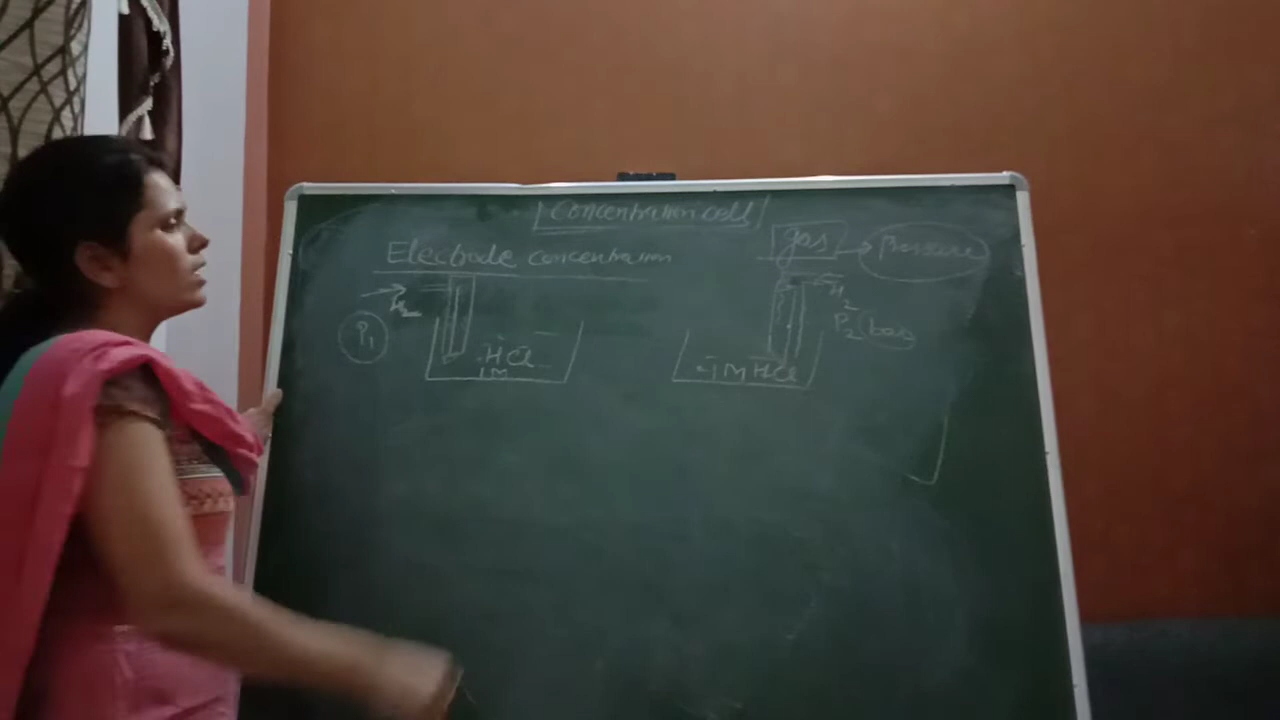 Concentration cell
Electrode concentration
gas → Pressure
H2
P1
HCl
1M
H2
P2 (bar)
1M HCl